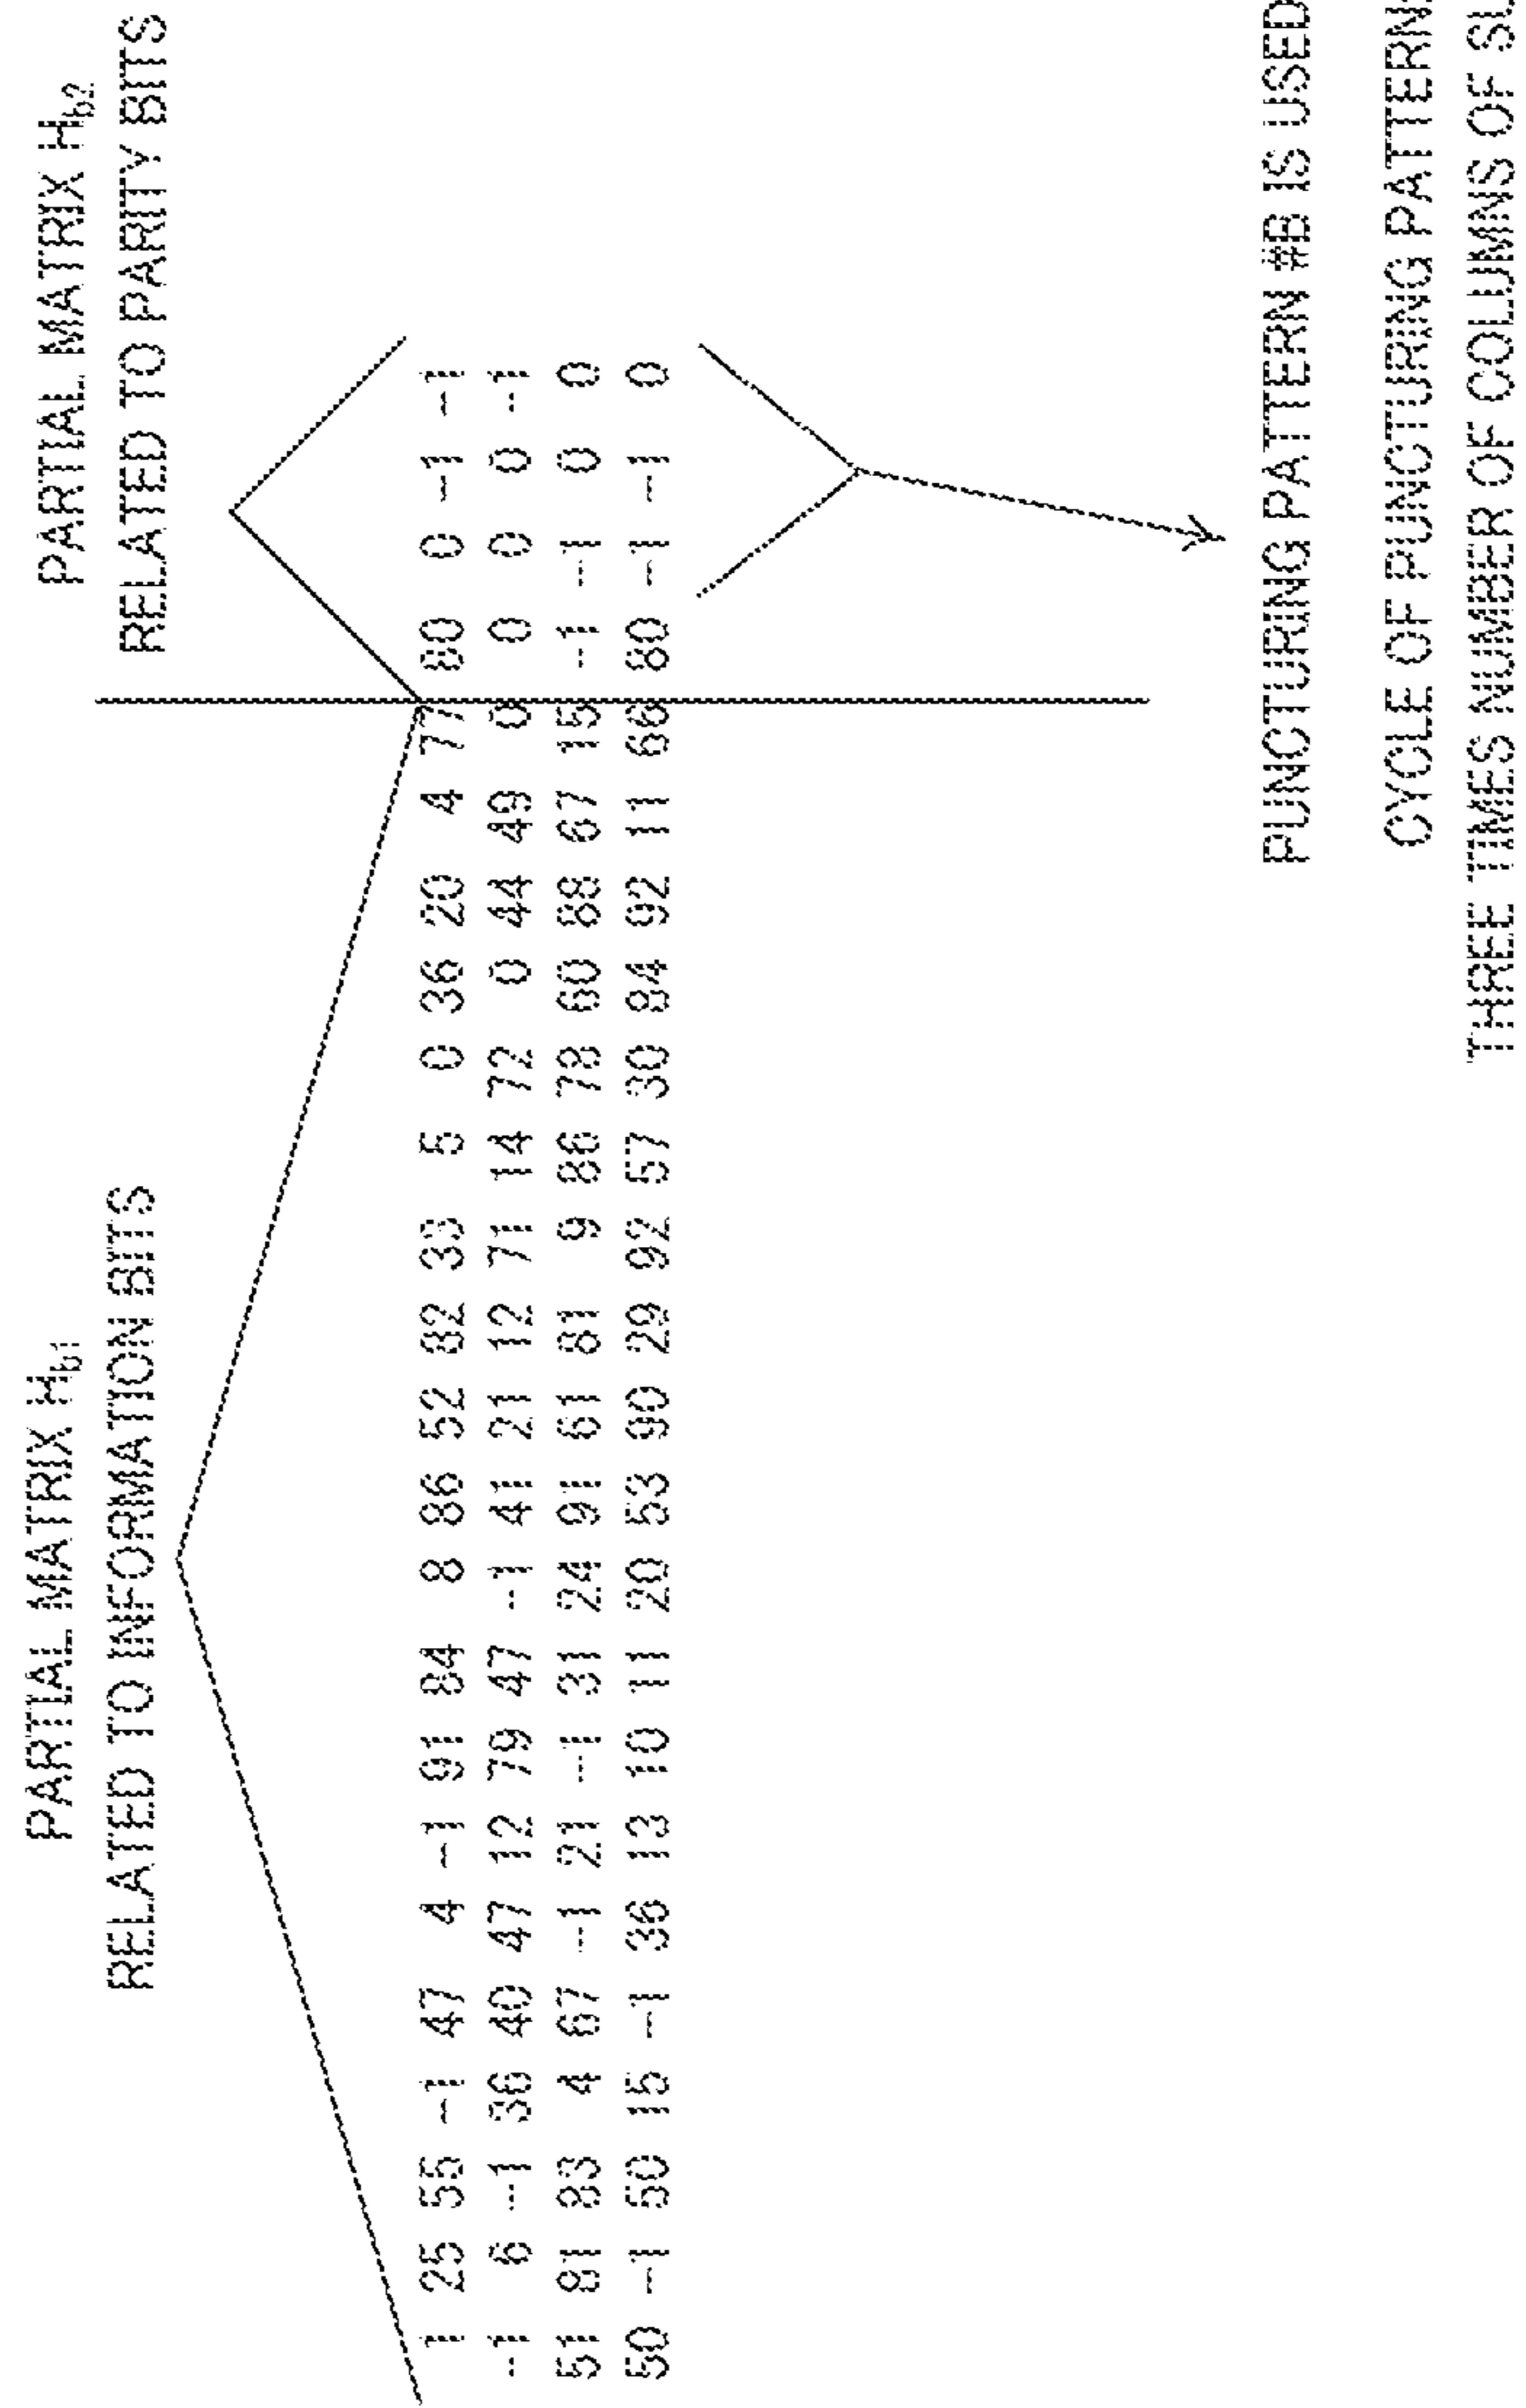 PARTIAL MATRIX Hb1
RELATED TO INFORMATION BITS
PARTIAL MATRIX Hb2
RELATED TO PARITY BITS
1 25 55 -1 47 4 -1 91 84 8 86 52 82 33 5 0 36 20 4 77 80 0 -1 -1
-1 6 -1 36 40 47 12 79 47 -1 41 21 12 71 14 72 0 44 49 0 0 0 0 -1
51 81 83 4 67 -1 21 -1 31 24 91 61 81 9 86 78 60 88 67 15 -1 -1 0 0
50 -1 50 15 -1 36 13 10 11 20 53 90 29 92 57 30 84 92 11 66 80 -1 -1 0
PUNCTURING PATTERN #B IS USED
CYCLE OF PUNCTURING PATTERN
THREE TIMES NUMBER OF COLUMNS OF